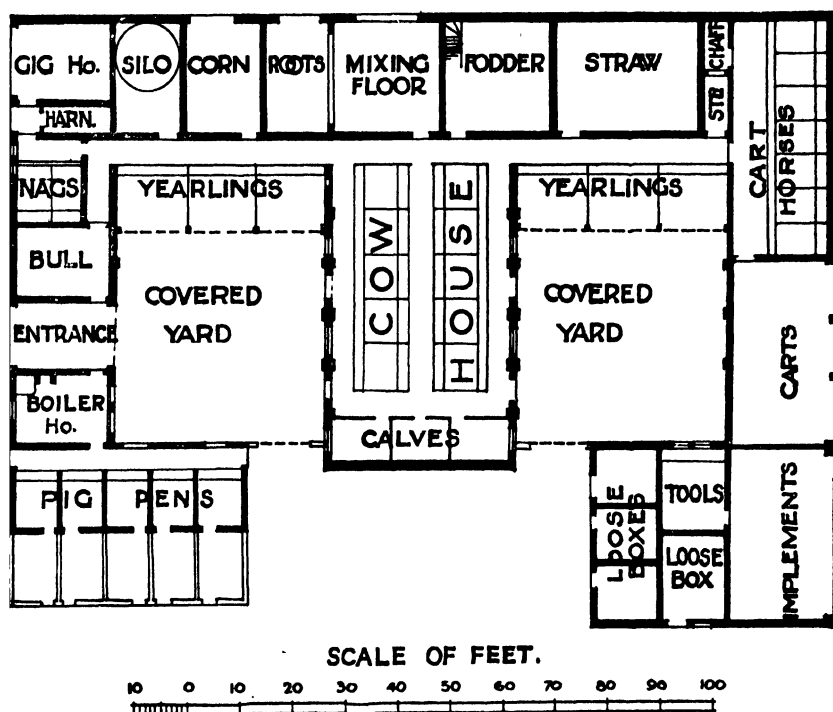 GIG Ho.
SILO
CORN
ROOTS
MIXING
FLOOR
FODDER
STRAW
CHAFF
STR
HARN.
CART
HORSES
NAGS
YEARLINGS
COW
HOUSE
YEARLINGS
BULL
COVERED
YARD
COVERED
YARD
ENTRANCE
CARTS
BOILER
Ho.
CALVES
PIG PENS
LOOSE
BOXES
TOOLS
LOOSE
BOX
IMPLEMENTS
SCALE OF FEET.
10 0 10 20 30 40 50 60 70 80 90 100